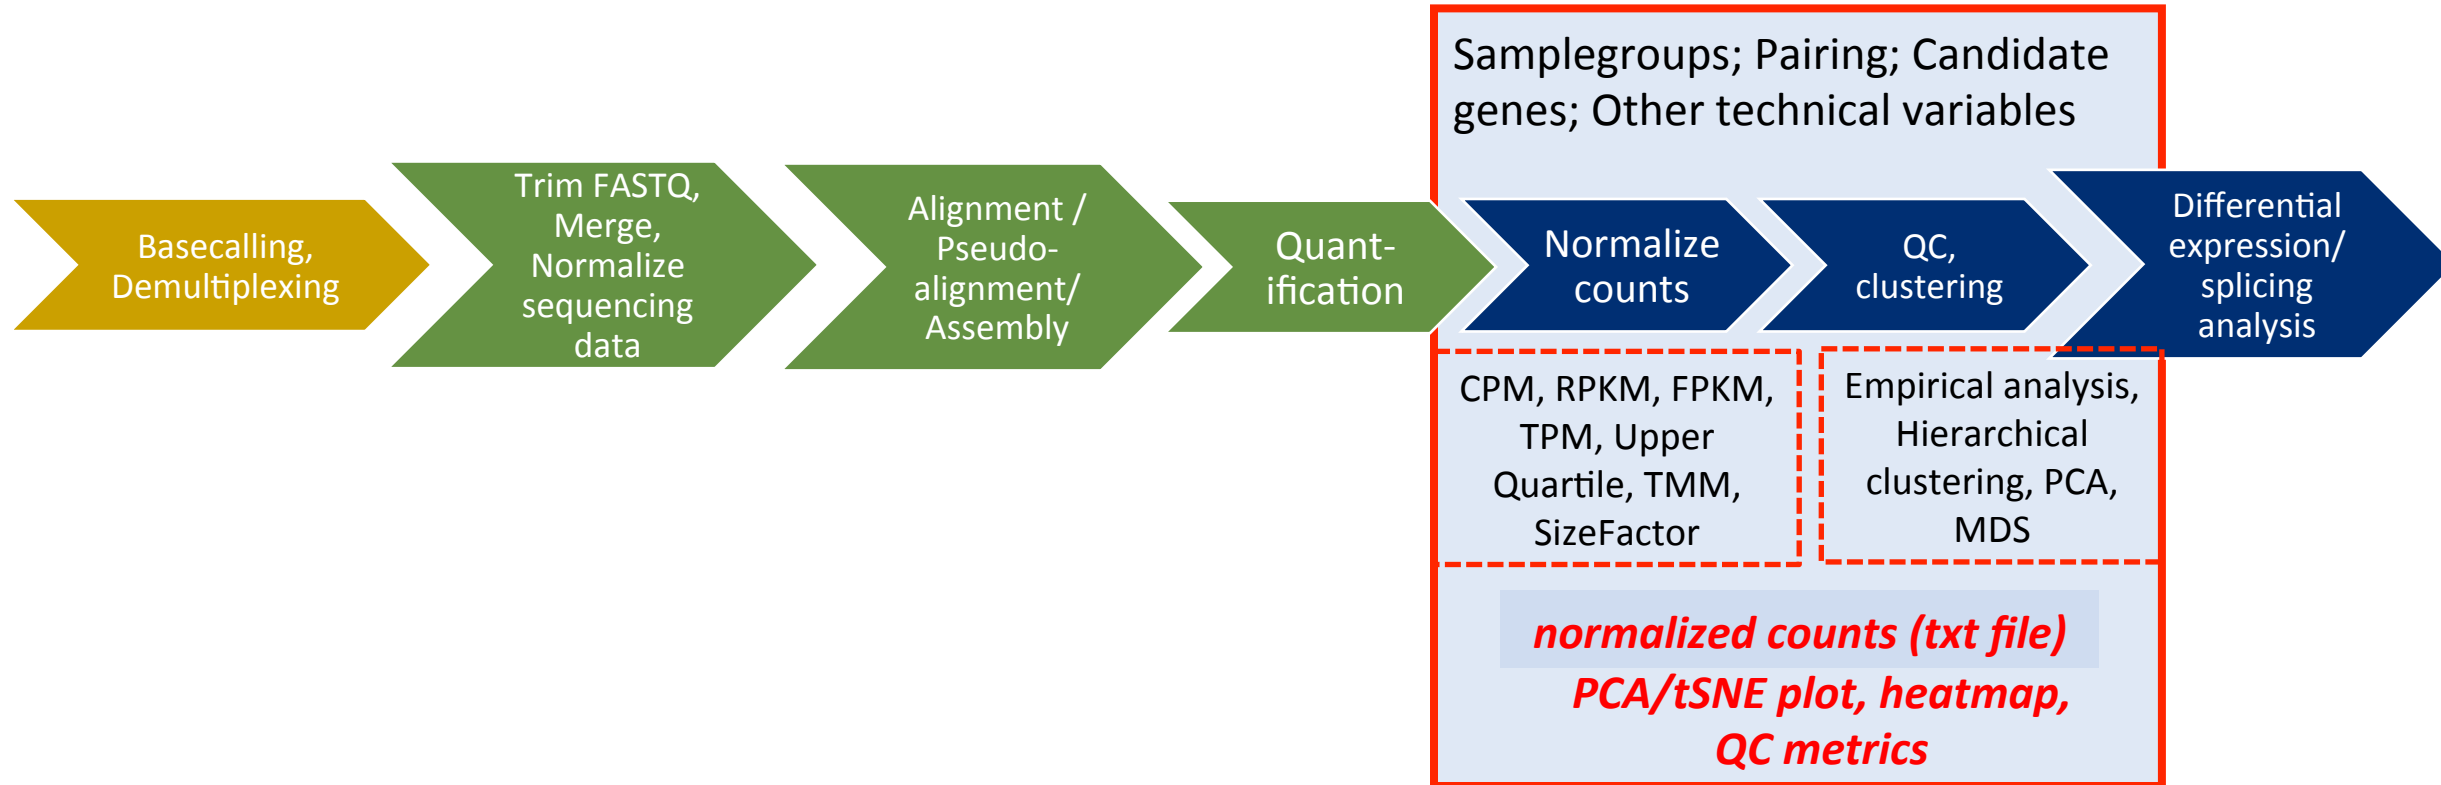 Samplegroups; Pairing; Candidate
genes; Other technical variables
Basecalling,
Demultiplexing
Trim FASTQ,
Merge,
Normalize
sequencing
data
Alignment /
Pseudo-
alignment/
Assembly
Quant-
ification
Normalize
counts
QC,
clustering
Differential
expression/
splicing
analysis
CPM, RPKM, FPKM,
TPM, Upper
Quartile, TMM,
SizeFactor
Empirical analysis,
Hierarchical
clustering, PCA,
MDS
normalized counts (txt file)
PCA/tSNE plot, heatmap,
QC metrics